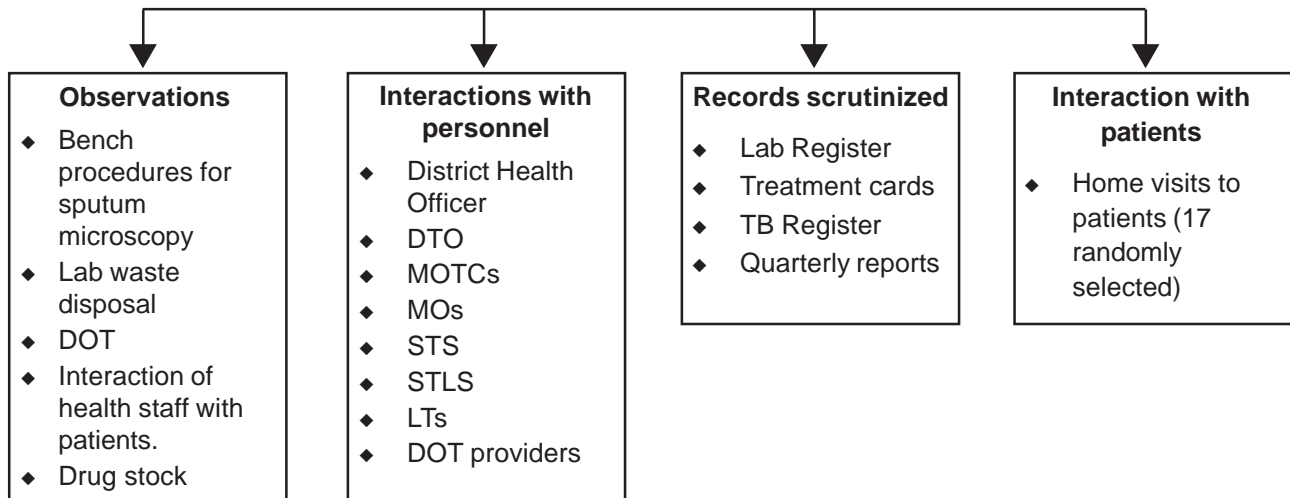 Observations
◆ Bench
procedures for
sputum
microscopy
◆ Lab waste
disposal
◆ DOT
◆ Interaction of
health staff with
patients.
◆ Drug stock
Interactions with
personnel
◆ District Health
Officer
◆ DTO
◆ MOTCs
◆ MOs
◆ STS
◆ STLS
◆ LTs
◆ DOT providers
Records scrutinized
◆ Lab Register
◆ Treatment cards
◆ TB Register
◆ Quarterly reports
Interaction with
patients
◆ Home visits to
patients (17
randomly
selected)